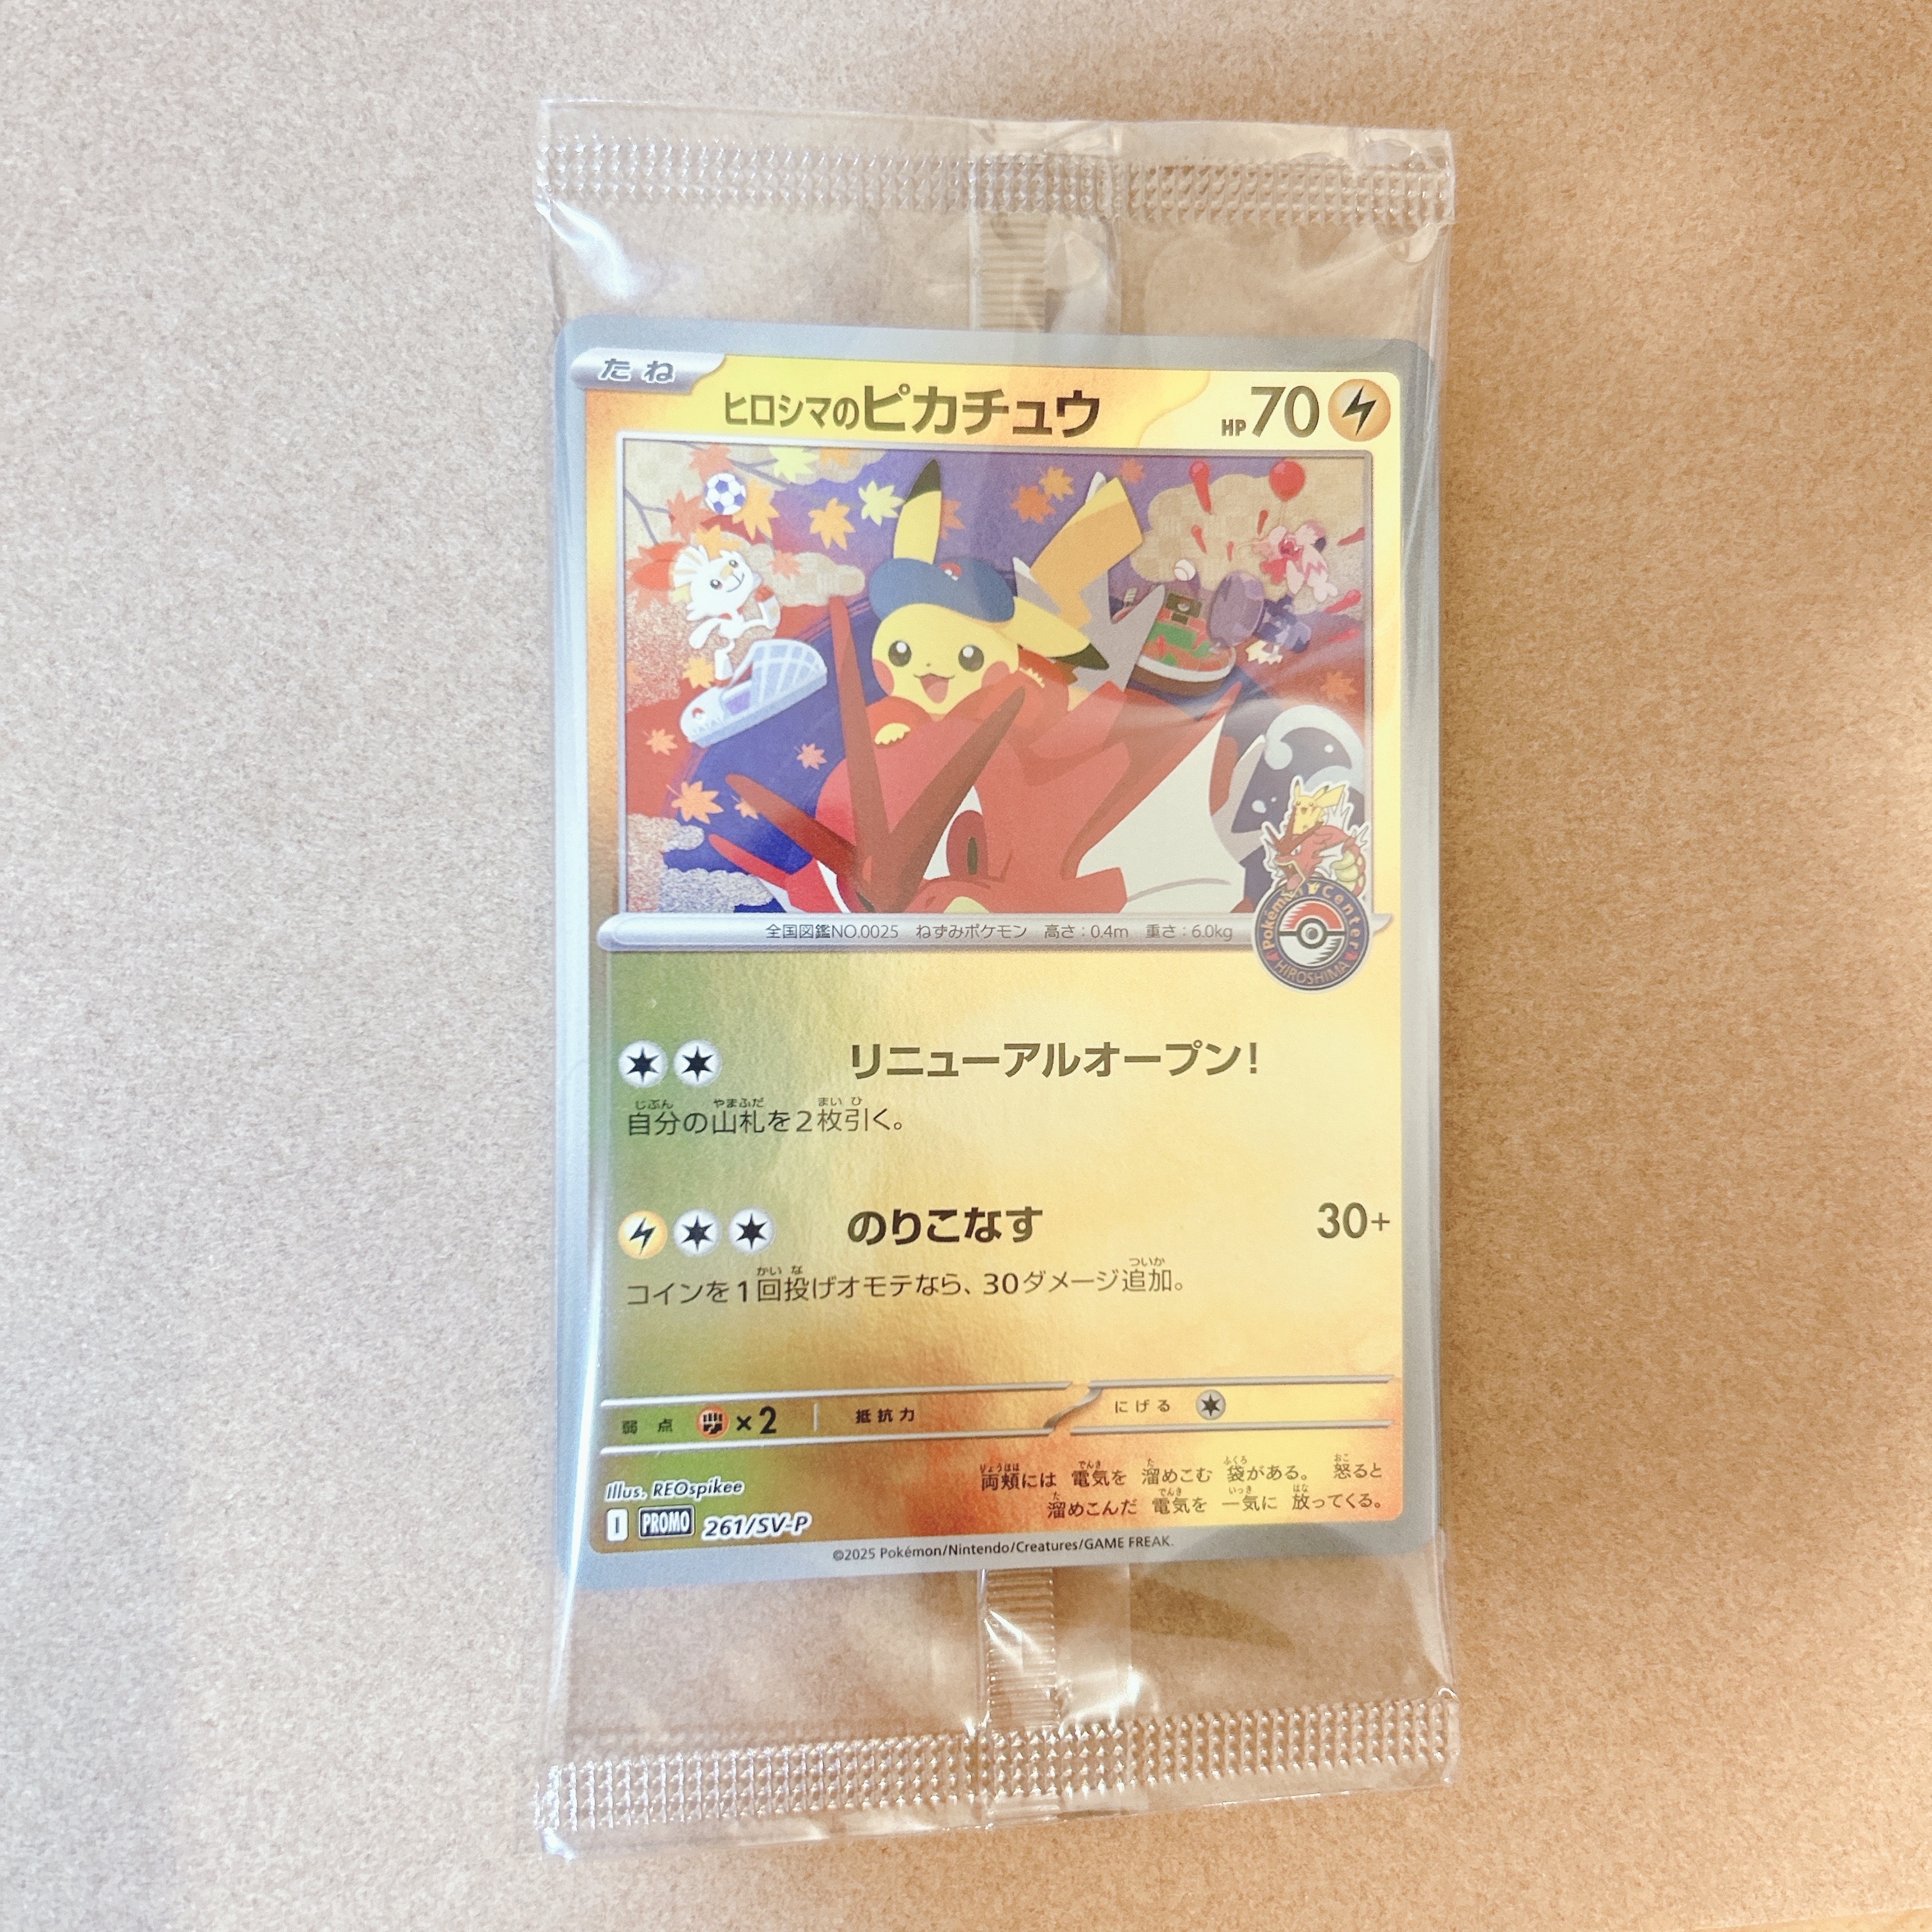 たね
ヒロシマのピカチュウ
HP70
Pokémon Center
HIROSHIMA
全国図鑑NO.0025 ねずみポケモン 高さ:0.4m 重さ:6.0kg
リニューアルオープン!
自分の山札を2枚引く。
のりこなす 30+
コインを1回投げオモテなら、30ダメージ追加。
弱点 ×2 抵抗力 にげる
両頬には 電気を 溜めこむ 袋がある。 怒ると
溜めこんだ 電気を 一気に 放ってくる。
Illus. REOspikee
I PROMO 261/SV-P
©2025 Pokémon/Nintendo/Creatures/GAME FREAK.